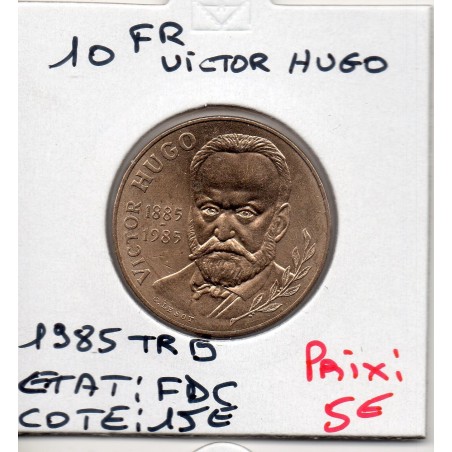 10 FR
VICTOR HUGO
VICTOR HUGO
1885
1985
1985 TR B
ETAT: FDC
COTE: 15€
PRIX:
5€